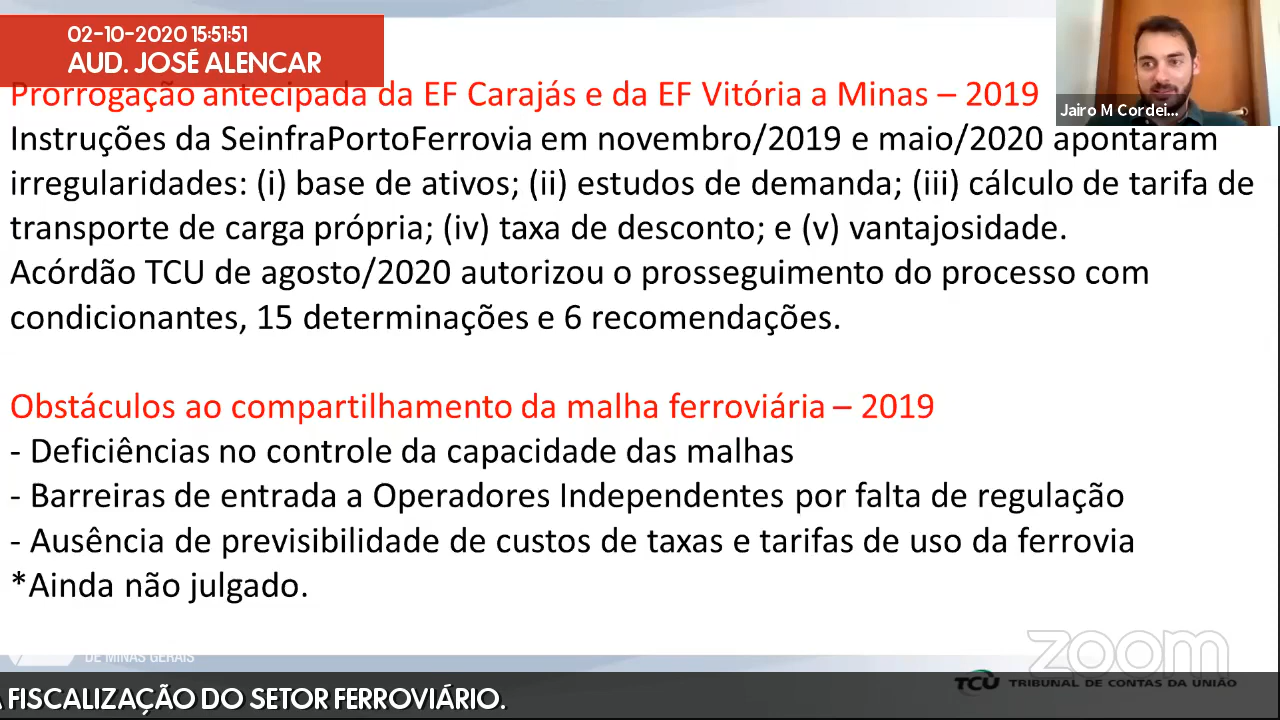 02-10-2020 15:51:51
AUD. JOSÉ ALENCAR
Jairo M Cordei...
Prorrogação antecipada da EF Carajás e da EF Vitória a Minas – 2019
Instruções da SeinfraPortoFerrovia em novembro/2019 e maio/2020 apontaram
irregularidades: (i) base de ativos; (ii) estudos de demanda; (iii) cálculo de tarifa de
transporte de carga própria; (iv) taxa de desconto; e (v) vantajosidade.
Acórdão TCU de agosto/2020 autorizou o prosseguimento do processo com
condicionantes, 15 determinações e 6 recomendações.
Obstáculos ao compartilhamento da malha ferroviária – 2019
- Deficiências no controle da capacidade das malhas
- Barreiras de entrada a Operadores Independentes por falta de regulação
- Ausência de previsibilidade de custos de taxas e tarifas de uso da ferrovia
*Ainda não julgado.
zoom
DE MINAS GERAIS
TCU TRIBUNAL DE CONTAS DA UNIÃO
A FISCALIZAÇÃO DO SETOR FERROVIÁRIO.